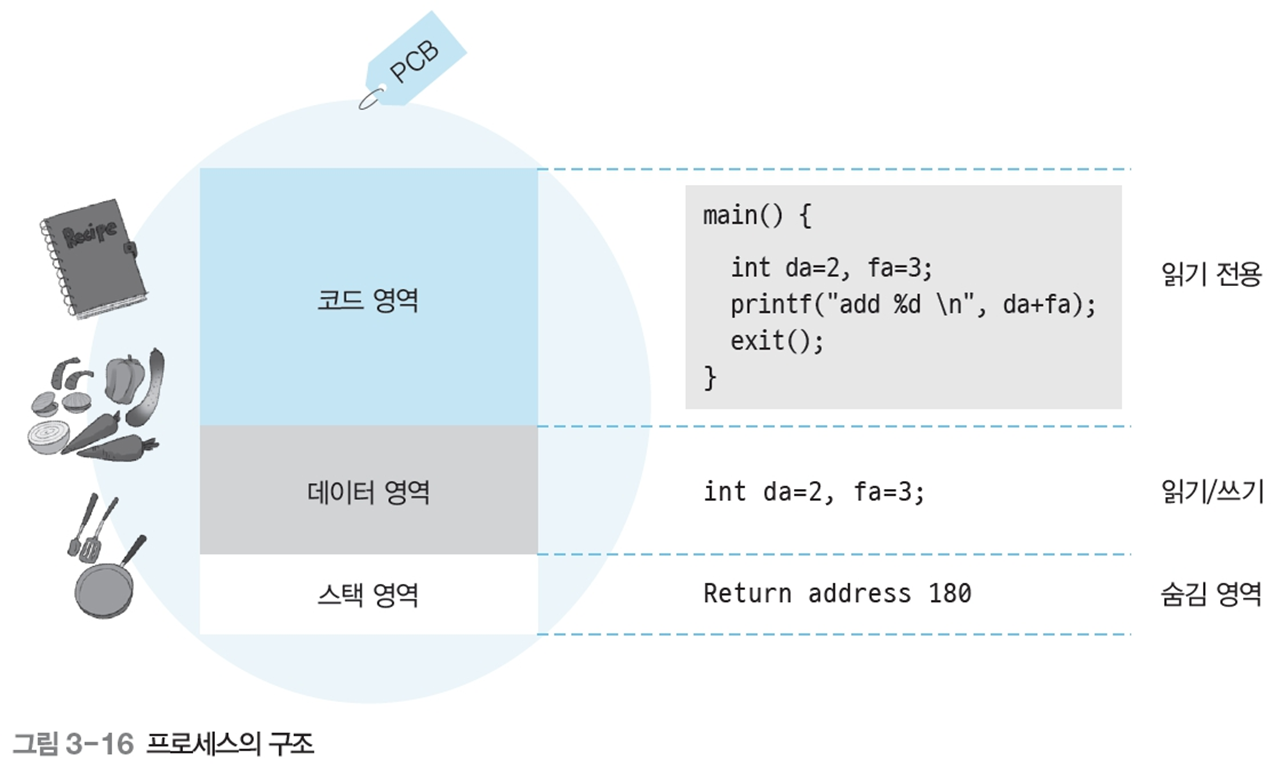 PCB
Recipe
코드 영역
main() {
int da=2, fa=3;
printf("add %d \n", da+fa);
exit();
}
읽기 전용
데이터 영역
int da=2, fa=3;
읽기/쓰기
스택 영역
Return address 180
숨김 영역
그림 3-16 프로세스의 구조